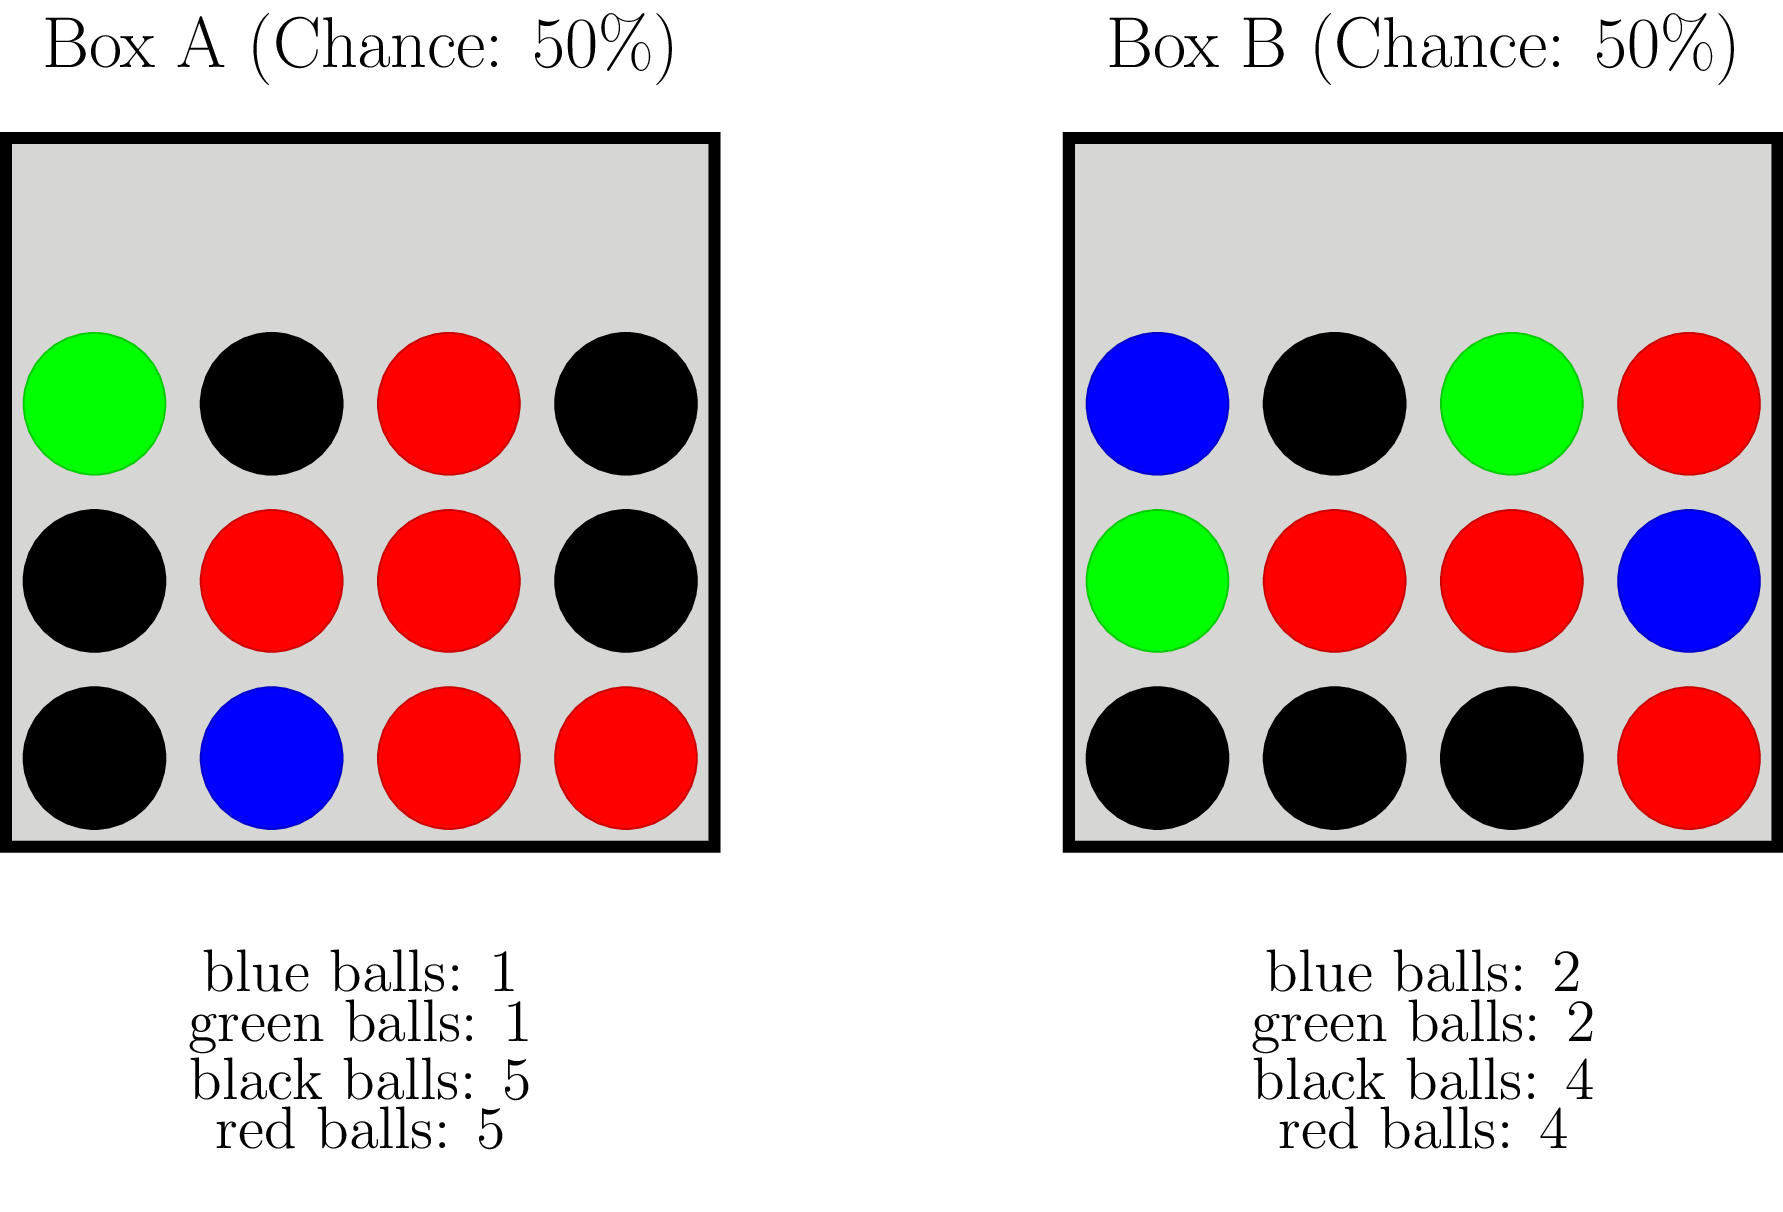 Box A (Chance: 50%)
Box B (Chance: 50%)
blue balls: 1
green balls: 1
black balls: 5
red balls: 5
blue balls: 2
green balls: 2
black balls: 4
red balls: 4